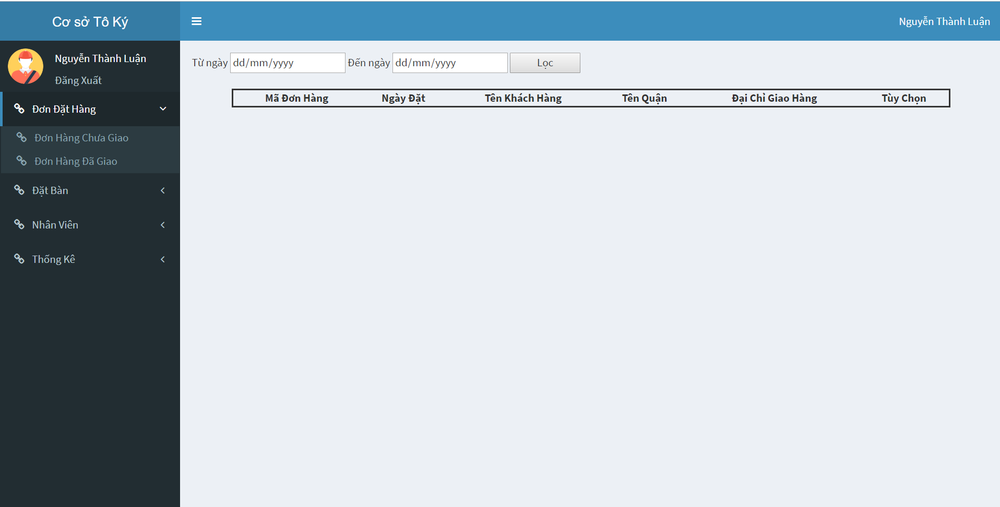 Cơ sở Tô Ký
Nguyễn Thành Luận
Nguyễn Thành Luận
Đăng Xuất
Đơn Đặt Hàng
Đơn Hàng Chưa Giao
Đơn Hàng Đã Giao
Đặt Bàn
Nhân Viên
Thống Kê
Từ ngày dd/mm/yyyy Đến ngày dd/mm/yyyy Lọc
Mã Đơn Hàng Ngày Đặt Tên Khách Hàng Tên Quận Đại Chỉ Giao Hàng Tùy Chọn